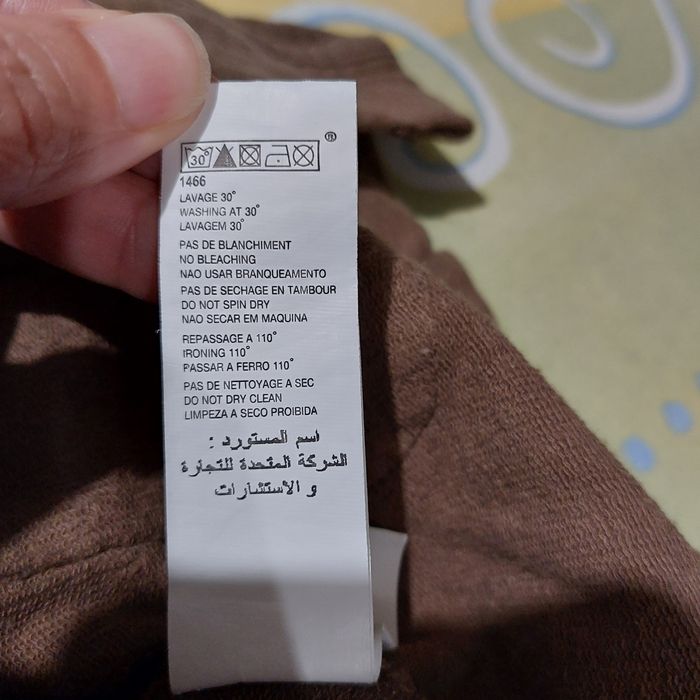 ®
30°
1466
LAVAGE 30°
WASHING AT 30°
LAVAGEM 30°
PAS DE BLANCHIMENT
NO BLEACHING
NAO USAR BRANQUEAMENTO
PAS DE SECHAGE EN TAMBOUR
DO NOT SPIN DRY
NAO SECAR EM MAQUINA
REPASSAGE A 110°
IRONING 110°
PASSAR A FERRO 110°
PAS DE NETTOYAGE A SEC
DO NOT DRY CLEAN
LIMPEZA A SECO PROIBIDA
اسم المستورد :
الشركة المتحدة للتجارة
و الاستشارات